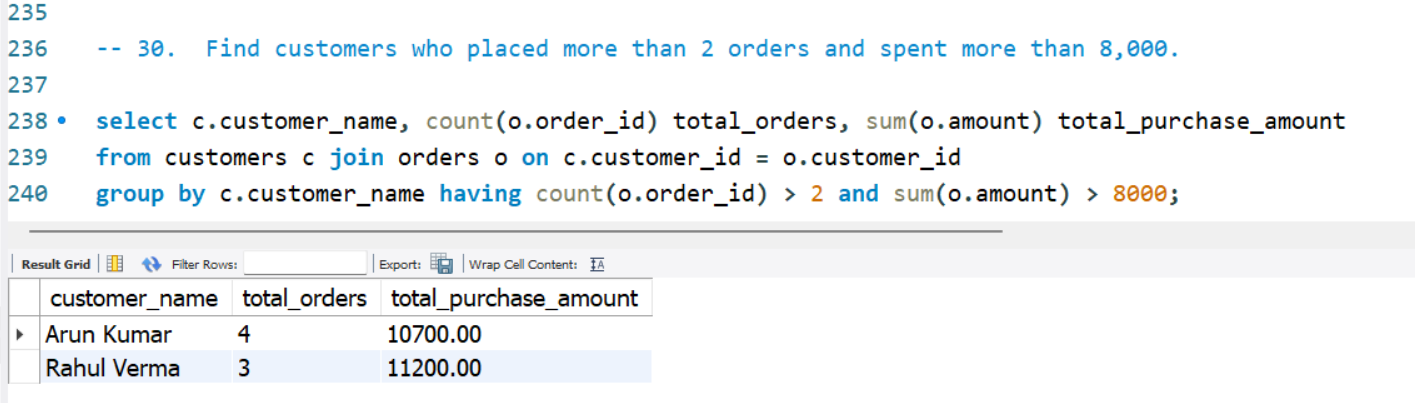 235
236 -- 30.  Find customers who placed more than 2 orders and spent more than 8,000.
237
238 select c.customer_name, count(o.order_id) total_orders, sum(o.amount) total_purchase_amount
239 from customers c join orders o on c.customer_id = o.customer_id
240 group by c.customer_name having count(o.order_id) > 2 and sum(o.amount) > 8000;
Result Grid Filter Rows: Export: Wrap Cell Content: IA
customer_name total_orders total_purchase_amount
Arun Kumar 4 10700.00
Rahul Verma 3 11200.00